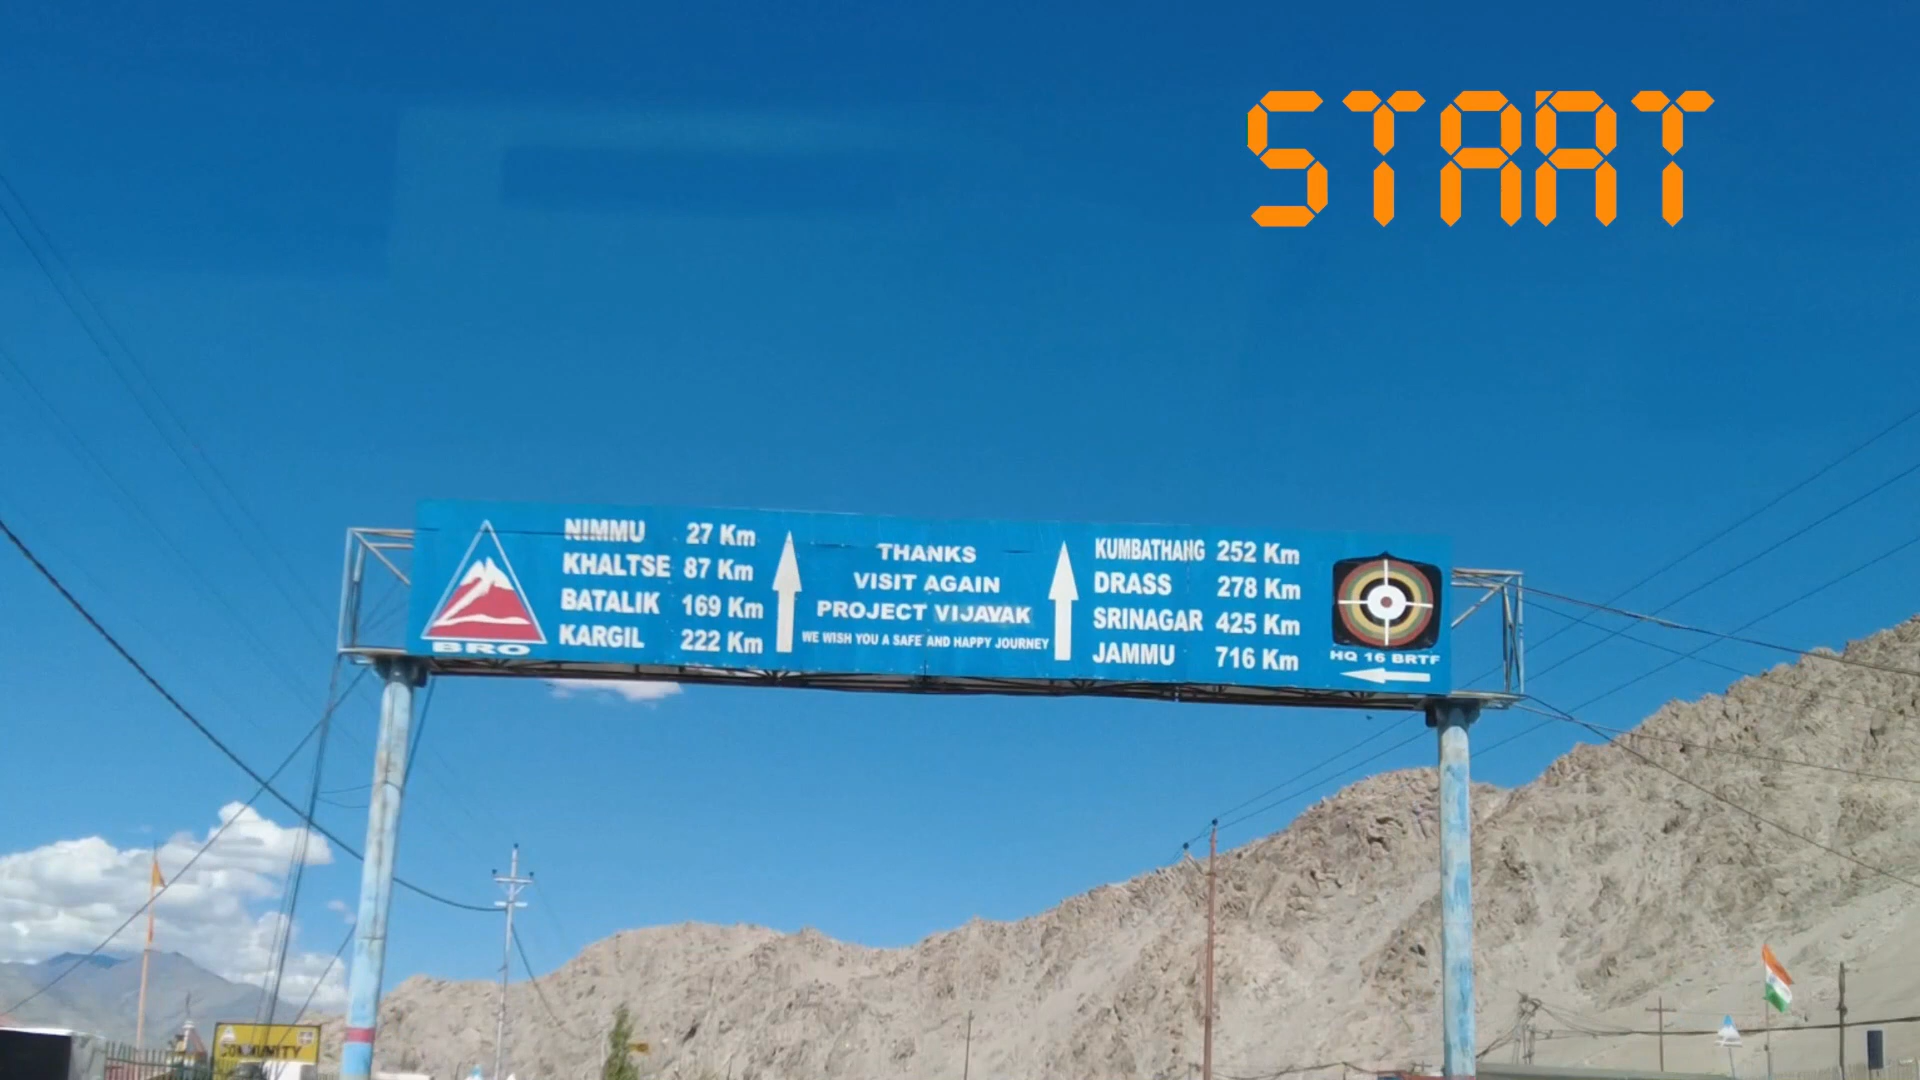 START
NIMMU 27 Km
KHALTSE 87 Km
BATALIK 169 Km
KARGIL 222 Km
BRO
THANKS
VISIT AGAIN
PROJECT VIJAYAK
WE WISH YOU A SAFE AND HAPPY JOURNEY
KUMBATHANG 252 Km
DRASS 278 Km
SRINAGAR 425 Km
JAMMU 716 Km
HQ 16 BRTF
COMMUNITY